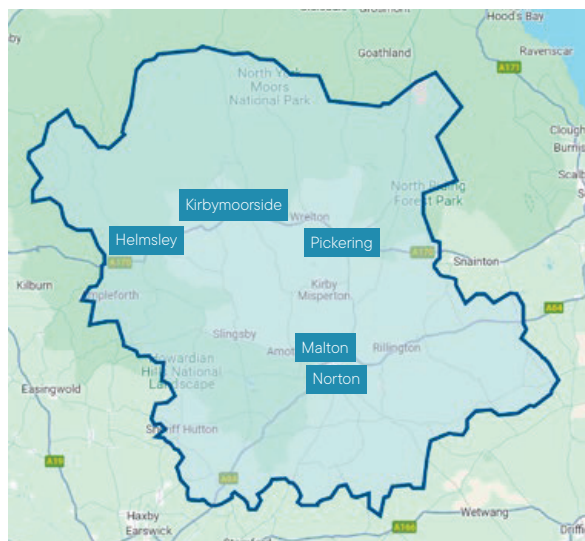 Hood's Bay
Goathland
Ravenscar
A171
North York
Moors
National Park
Clough
Burnis
Scalb
North Riding
Forest Park
Kirbymoorside
Wrelton
Helmsley
Pickering
A170
A170
Snainton
Kilburn
Kirby
Misperton
A64
Slingsby
Malton
Rillington
Norton
Howardian
Hills National
Landscape
Easingwold
Sheriff Hutton
A19
A64
Haxby
Earswick
Wetwang
A166
Driffi